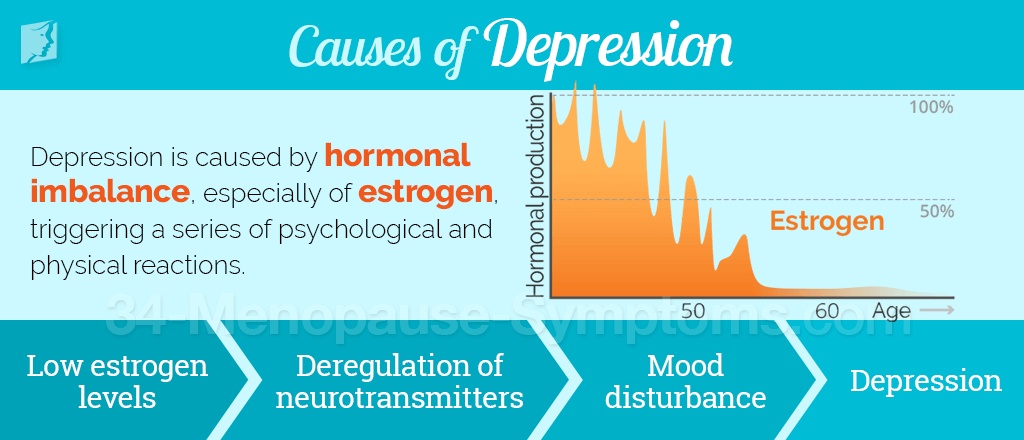 Causes of Depression
Depression is caused by hormonal
imbalance, especially of estrogen,
triggering a series of psychological and
physical reactions.
Hormonal production
100%
50%
Estrogen
50
60
Age
34-Menopause-Symptoms.com
Low estrogen
levels
Deregulation of
neurotransmitters
Mood
disturbance
Depression